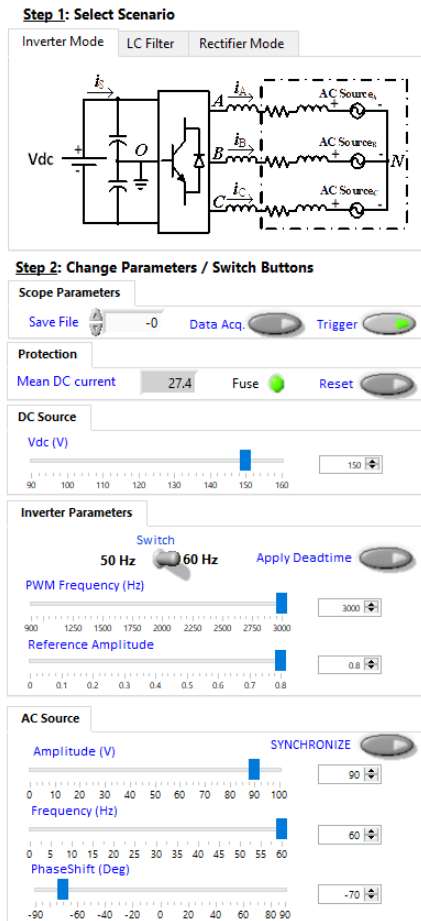 Step 1: Select Scenario
Inverter Mode LC Filter Rectifier Mode
iS
A iA AC SourceA
+ -
Vdc + - O B iB AC SourceB
+ - N
C iC AC SourceC
+ -
Step 2: Change Parameters / Switch Buttons
Scope Parameters
Save File -0 Data Acq. Trigger
Protection
Mean DC current 27.4 Fuse Reset
DC Source
Vdc (V)
150
90 100 110 120 130 140 150 160
Inverter Parameters
Switch
50 Hz 60 Hz Apply Deadtime
PWM Frequency (Hz)
3000
900 1250 1500 1750 2000 2250 2500 2750 3000
Reference Amplitude
0.8
0 0.1 0.2 0.3 0.4 0.5 0.6 0.7 0.8
AC Source
SYNCHRONIZE
Amplitude (V)
90
0 10 20 30 40 50 60 70 80 90 100
Frequency (Hz)
60
0 5 10 15 20 25 30 35 40 45 50 55 60
PhaseShift (Deg)
-70
-90 -60 -40 -20 0 20 40 60 80 90